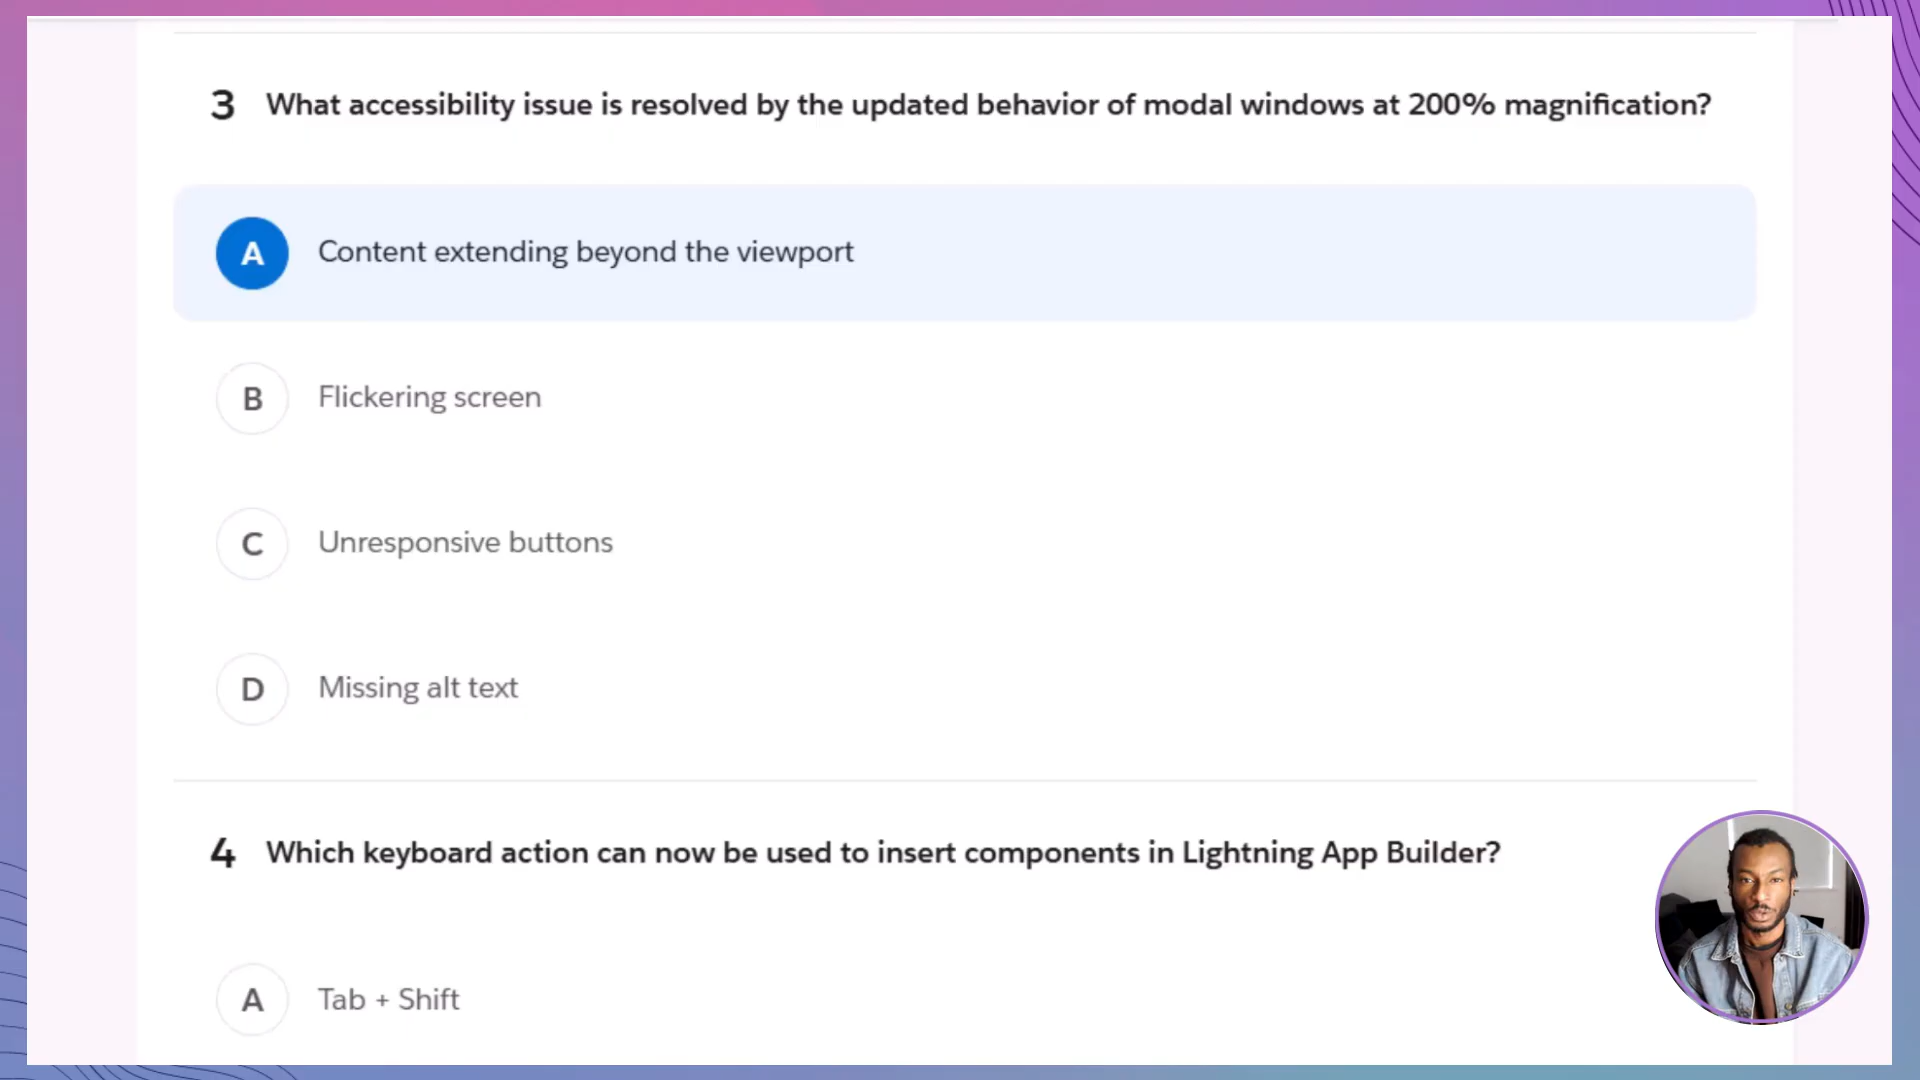 3 What accessibility issue is resolved by the updated behavior of modal windows at 200% magnification?
A Content extending beyond the viewport
B Flickering screen
C Unresponsive buttons
D Missing alt text
4 Which keyboard action can now be used to insert components in Lightning App Builder?
A Tab + Shift